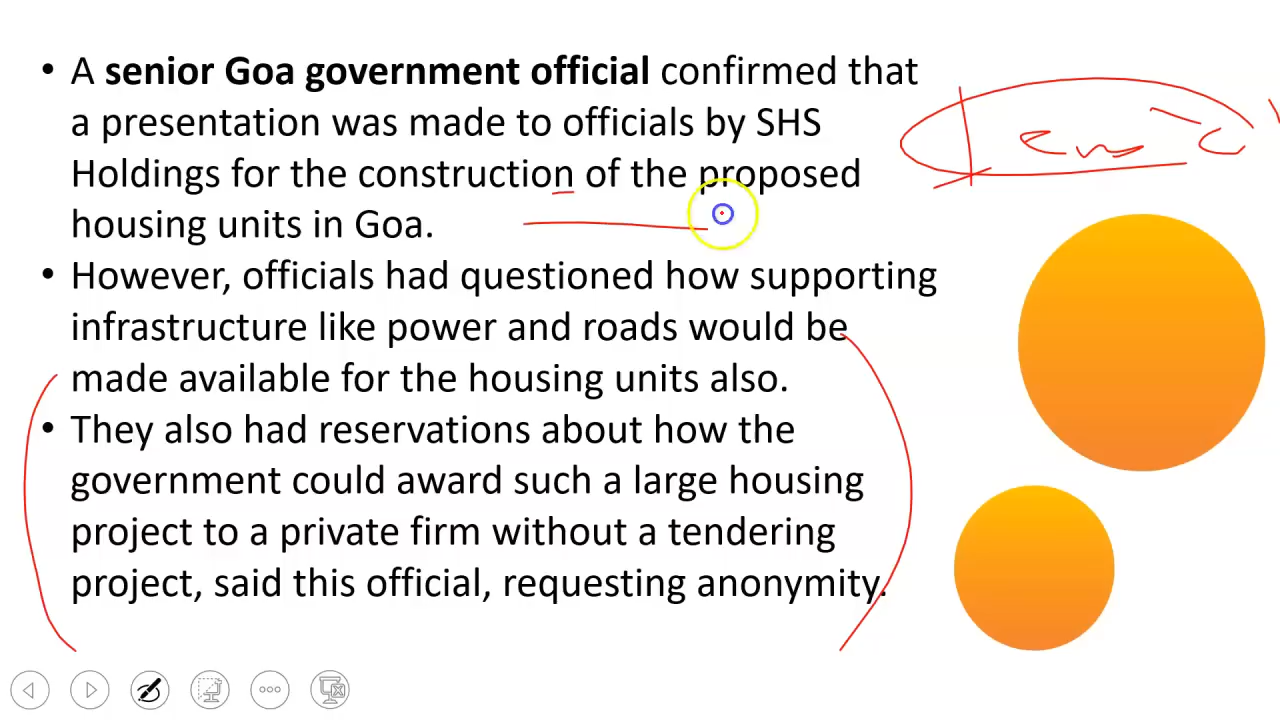 • A senior Goa government official confirmed that
a presentation was made to officials by SHS
Holdings for the construction of the proposed
housing units in Goa.
• However, officials had questioned how supporting
infrastructure like power and roads would be
made available for the housing units also.
• They also had reservations about how the
government could award such a large housing
project to a private firm without a tendering
project, said this official, requesting anonymity.